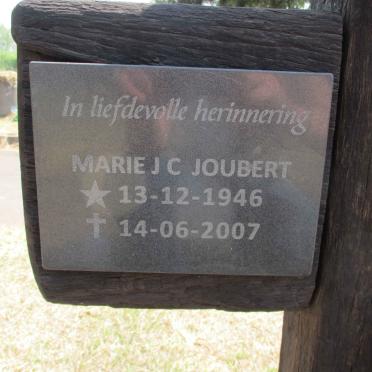 In liefdevolle herinnering
MARIE J C JOUBERT
★ 13-12-1946
✝ 14-06-2007